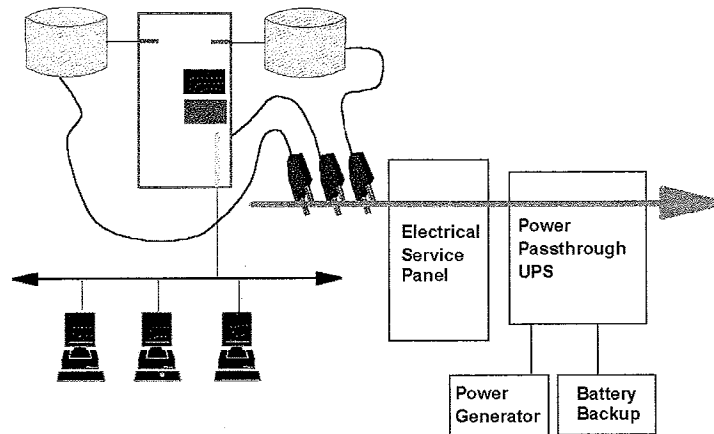 Electrical
Service
Panel
Power
Passthrough
UPS
Power
Generator
Battery
Backup